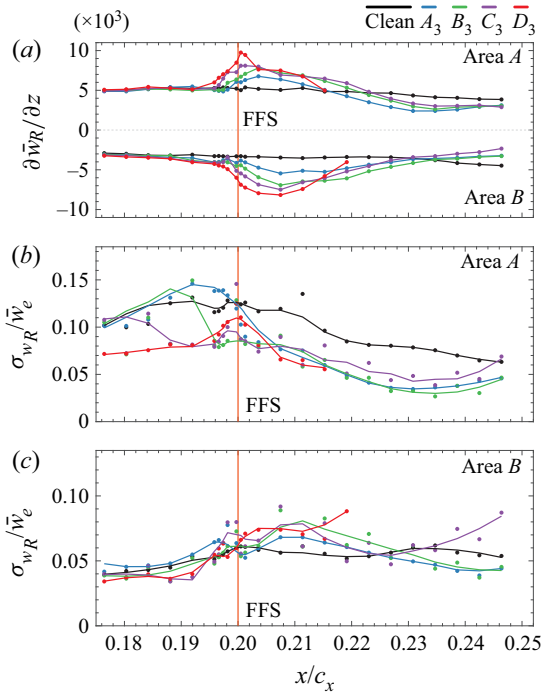 (×10³)
Clean A₃ B₃ C₃ D₃
(a)
10
5
0
−5
−10
∂w̄_R/∂z
Area A
FFS
Area B
(b)
0.15
0.10
0.05
0
σ_{w_R}/w̄_e
Area A
FFS
(c)
0.10
0.05
0
σ_{w_R}/w̄_e
Area B
FFS
0.18 0.19 0.20 0.21 0.22 0.23 0.24 0.25
x/c_x